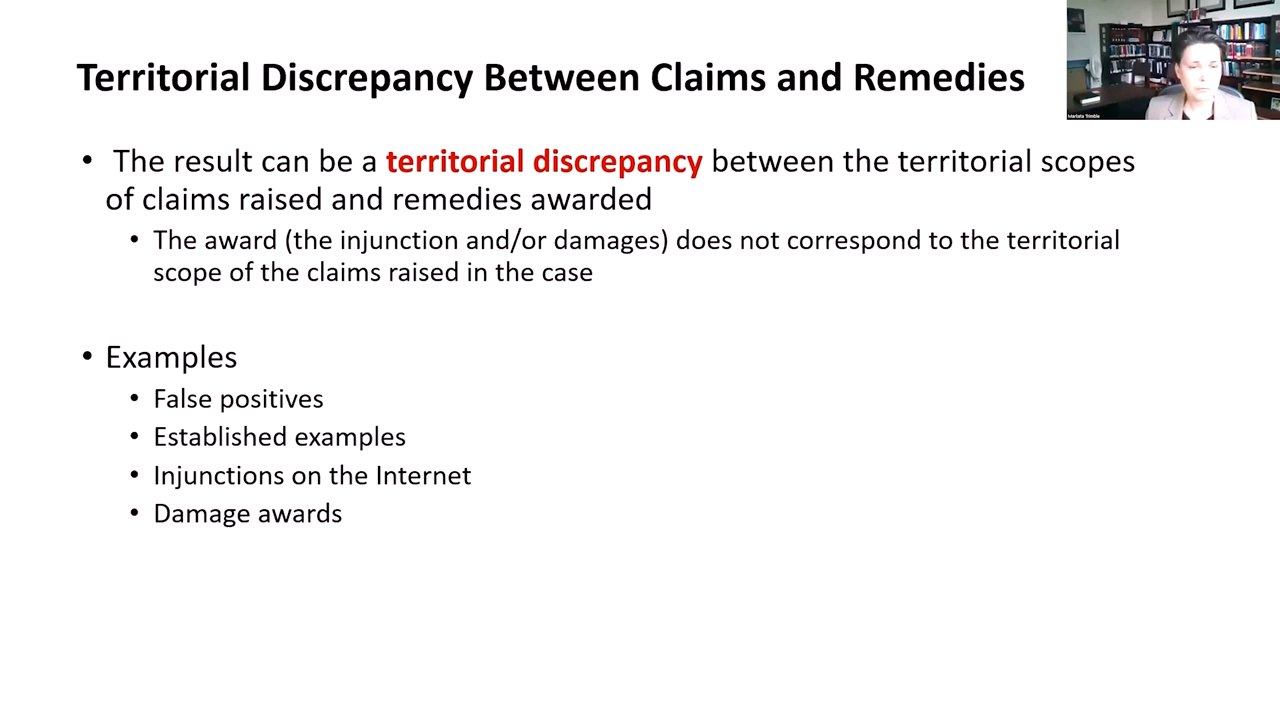 Territorial Discrepancy Between Claims and Remedies
Marketa Trimble
• The result can be a territorial discrepancy between the territorial scopes
of claims raised and remedies awarded
• The award (the injunction and/or damages) does not correspond to the territorial
scope of the claims raised in the case
• Examples
• False positives
• Established examples
• Injunctions on the Internet
• Damage awards